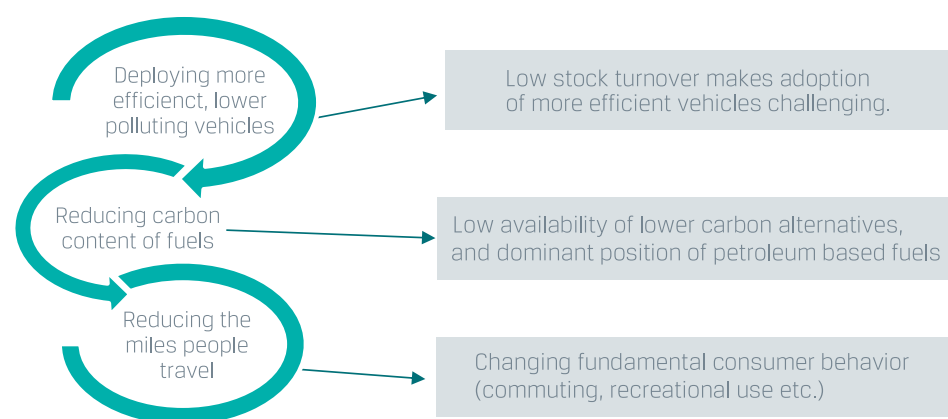 Deploying more
efficienct, lower
polluting vehicles
Low stock turnover makes adoption
of more efficient vehicles challenging.
Reducing carbon
content of fuels
Low availability of lower carbon alternatives,
and dominant position of petroleum based fuels
Reducing the
miles people
travel
Changing fundamental consumer behavior
(commuting, recreational use etc.)